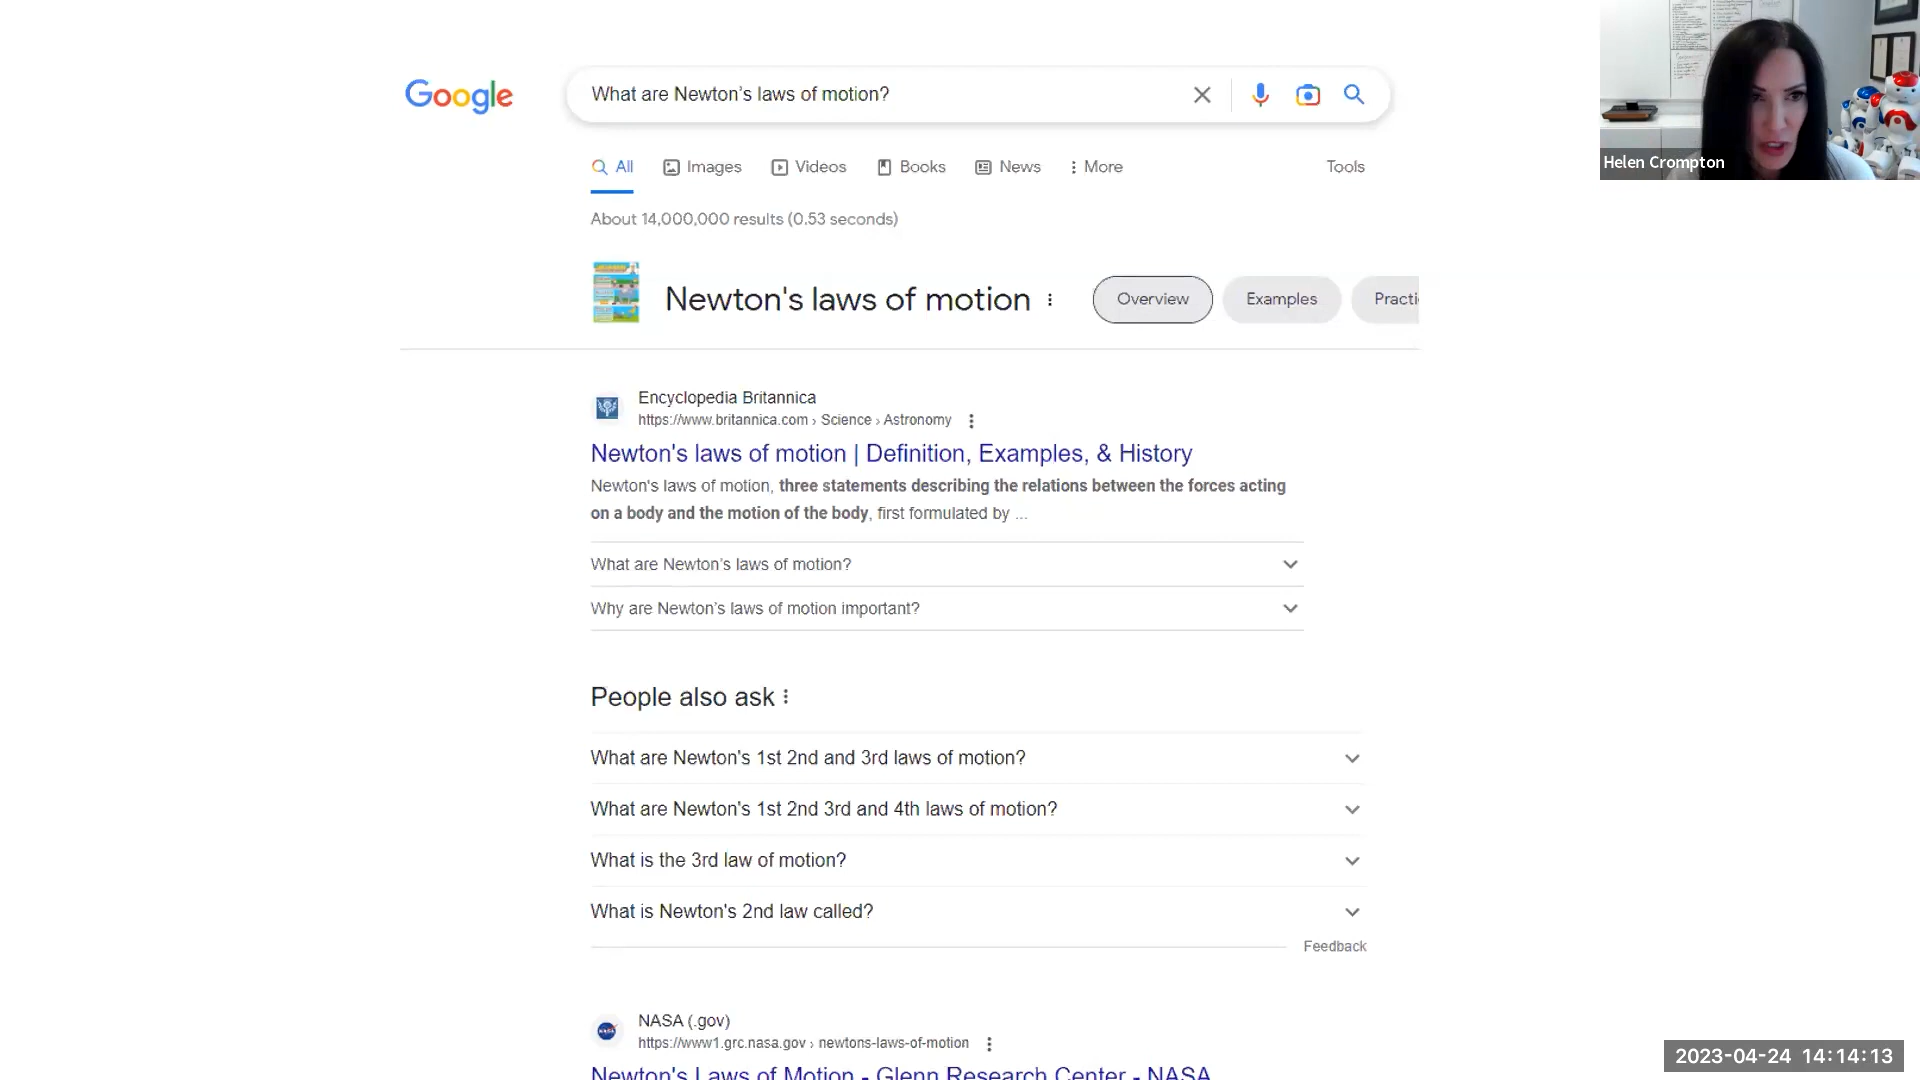 Google
What are Newton's laws of motion?
All Images Videos Books News More Tools
About 14,000,000 results (0.53 seconds)
Newton's laws of motion Overview Examples Practi
Encyclopedia Britannica
https://www.britannica.com › Science › Astronomy
Newton's laws of motion | Definition, Examples, & History
Newton's laws of motion, three statements describing the relations between the forces acting
on a body and the motion of the body, first formulated by ...
What are Newton's laws of motion?
Why are Newton's laws of motion important?
People also ask
What are Newton's 1st 2nd and 3rd laws of motion?
What are Newton's 1st 2nd 3rd and 4th laws of motion?
What is the 3rd law of motion?
What is Newton's 2nd law called?
Feedback
NASA (.gov)
https://www1.grc.nasa.gov › newtons-laws-of-motion
Newton's Laws of Motion - Glenn Research Center - NASA
Helen Crompton
2023-04-24 14:14:13